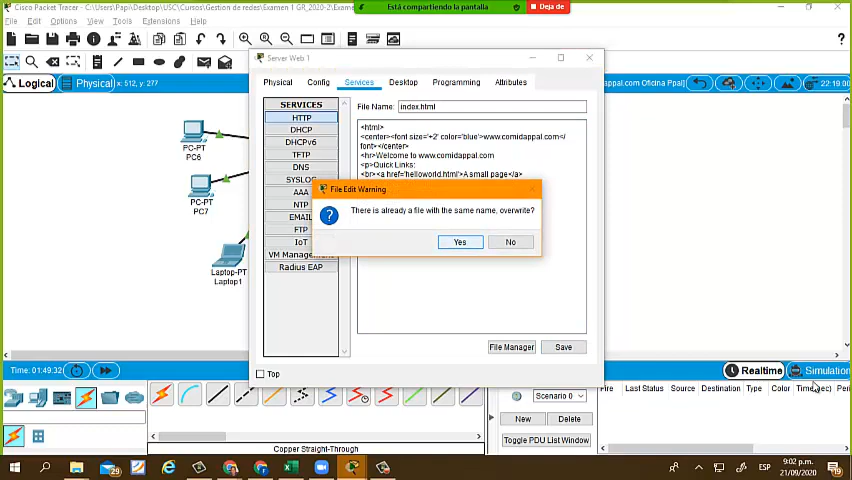 Cisco Packet Tracer - C:\Users\Papi\Desktop\USC\Cursos\Gestion de redes\Examen 1 GR_2020-2\Examen
Está compartiendo la pantalla
Deja de
File Edit Options View Tools Extensions Help
Logical
Physical
x: 512, y: 277
ppal.com Oficina Ppal)
22:19:00
Server Web 1
Physical Config Services Desktop Programming Attributes
SERVICES
HTTP
DHCP
DHCPv6
TFTP
DNS
SYSLOG
AAA
NTP
EMAIL
FTP
IoT
VM Management
Radius EAP
File Name: index.html
<html>
<center><font size='+2' color='blue'>www.comidappal.com</
font></center>
<hr>Welcome to www.comidappal.com
<p>Quick Links:
<br><a href='helloworld.html'>A small page</a>
File Edit Warning
There is already a file with the same name, overwrite?
Yes
No
File Manager
Save
Top
PC-PT
PC6
PC-PT
PC7
Laptop-PT
Laptop1
Time: 01:49:32
Realtime
Simulation
Scenario 0
New
Delete
Toggle PDU List Window
Fire Last Status Source Destination Type Color Time(sec) Peri
Copper Straight-Through
29
ESP
9:02 p.m.
21/09/2020
19